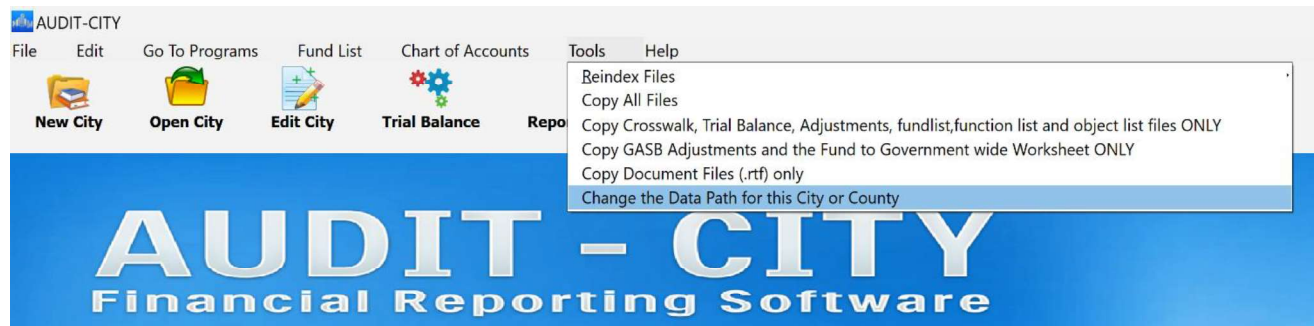 AUDIT-CITY
File Edit Go To Programs Fund List Chart of Accounts Tools Help
Reindex Files
Copy All Files
Copy Crosswalk, Trial Balance, Adjustments, fundlist,function list and object list files ONLY
Copy GASB Adjustments and the Fund to Government wide Worksheet ONLY
Copy Document Files (.rtf) only
Change the Data Path for this City or County
New City Open City Edit City Trial Balance Repo
AUDIT - CITY
Financial Reporting Software